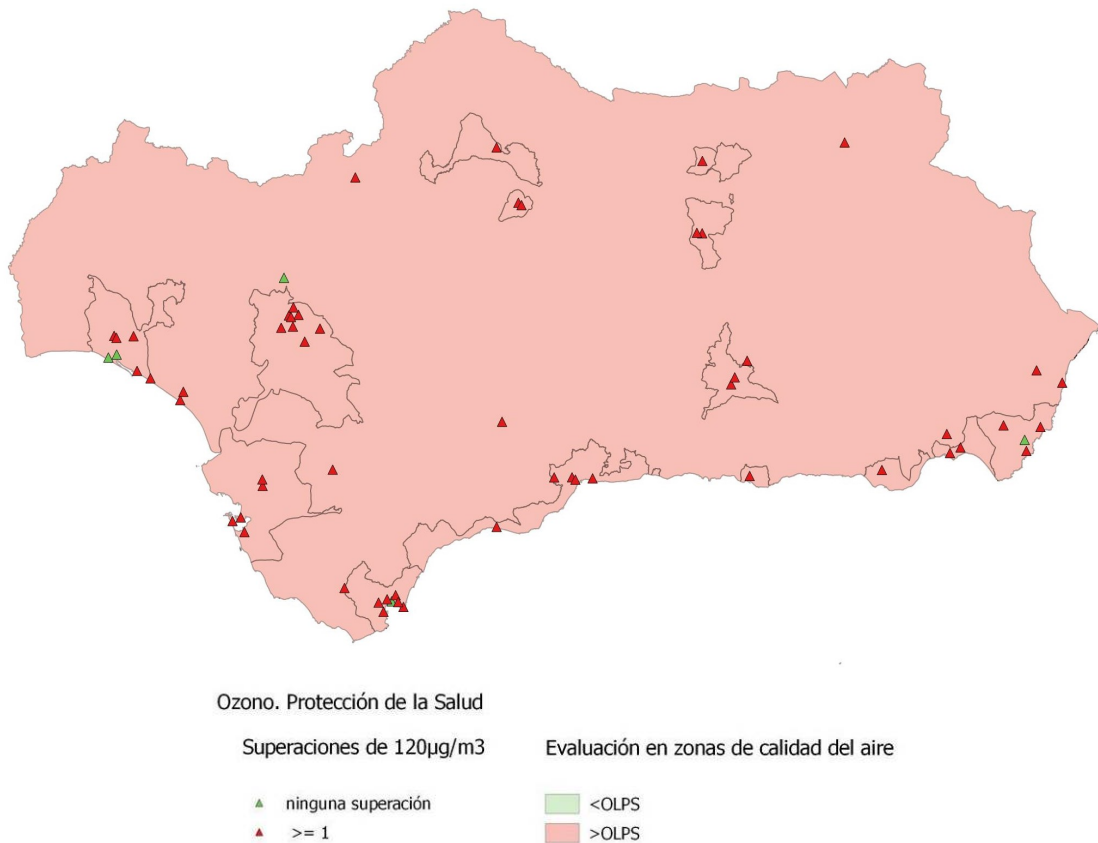 Ozono. Protección de la Salud
Superaciones de 120µg/m3
Evaluación en zonas de calidad del aire
ninguna superación
<OLPS
>= 1
>OLPS